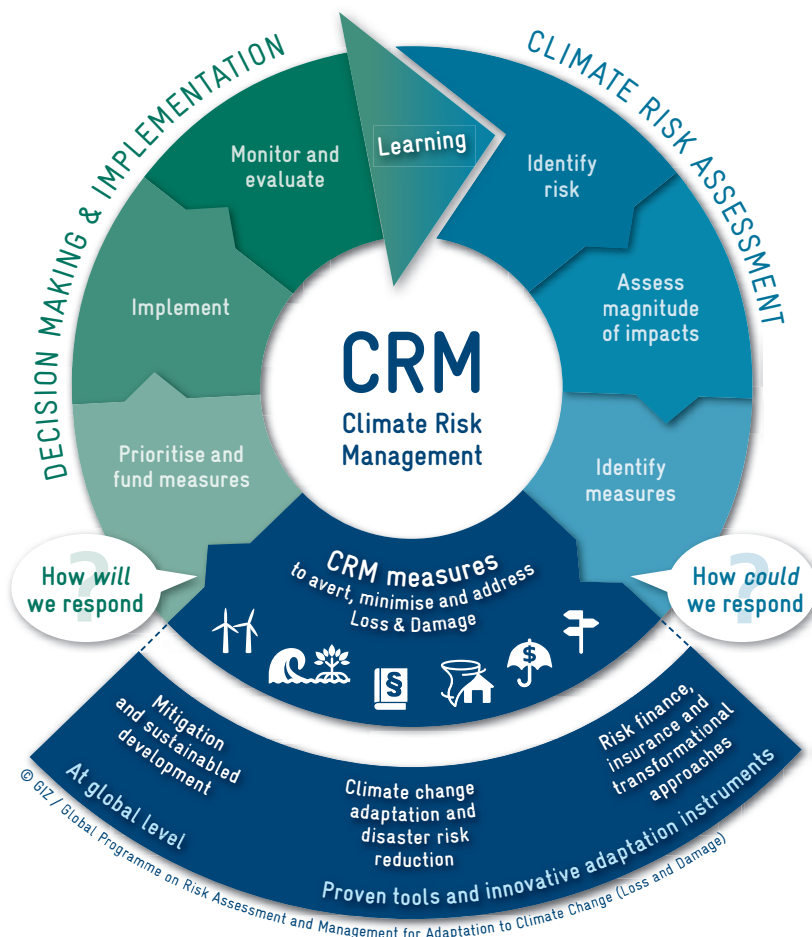 DECISION MAKING & IMPLEMENTATION
CLIMATE RISK ASSESSMENT
Learning
Identify
risk
Assess
magnitude
of impacts
Identify
measures
How could
we respond
?
CRM measures
to avert, minimise and address
Loss & Damage
§
$
How will
we respond
?
Prioritise and
fund measures
Implement
Monitor and
evaluate
CRM
Climate Risk
Management
Mitigation
and sustainabled
development
At global level
Climate change
adaptation and
disaster risk
reduction
Risk finance,
insurance and
transformational
approaches
Proven tools and innovative adaptation instruments
© GIZ / Global Programme on Risk Assessment and Management for Adaptation to Climate Change (Loss and Damage)